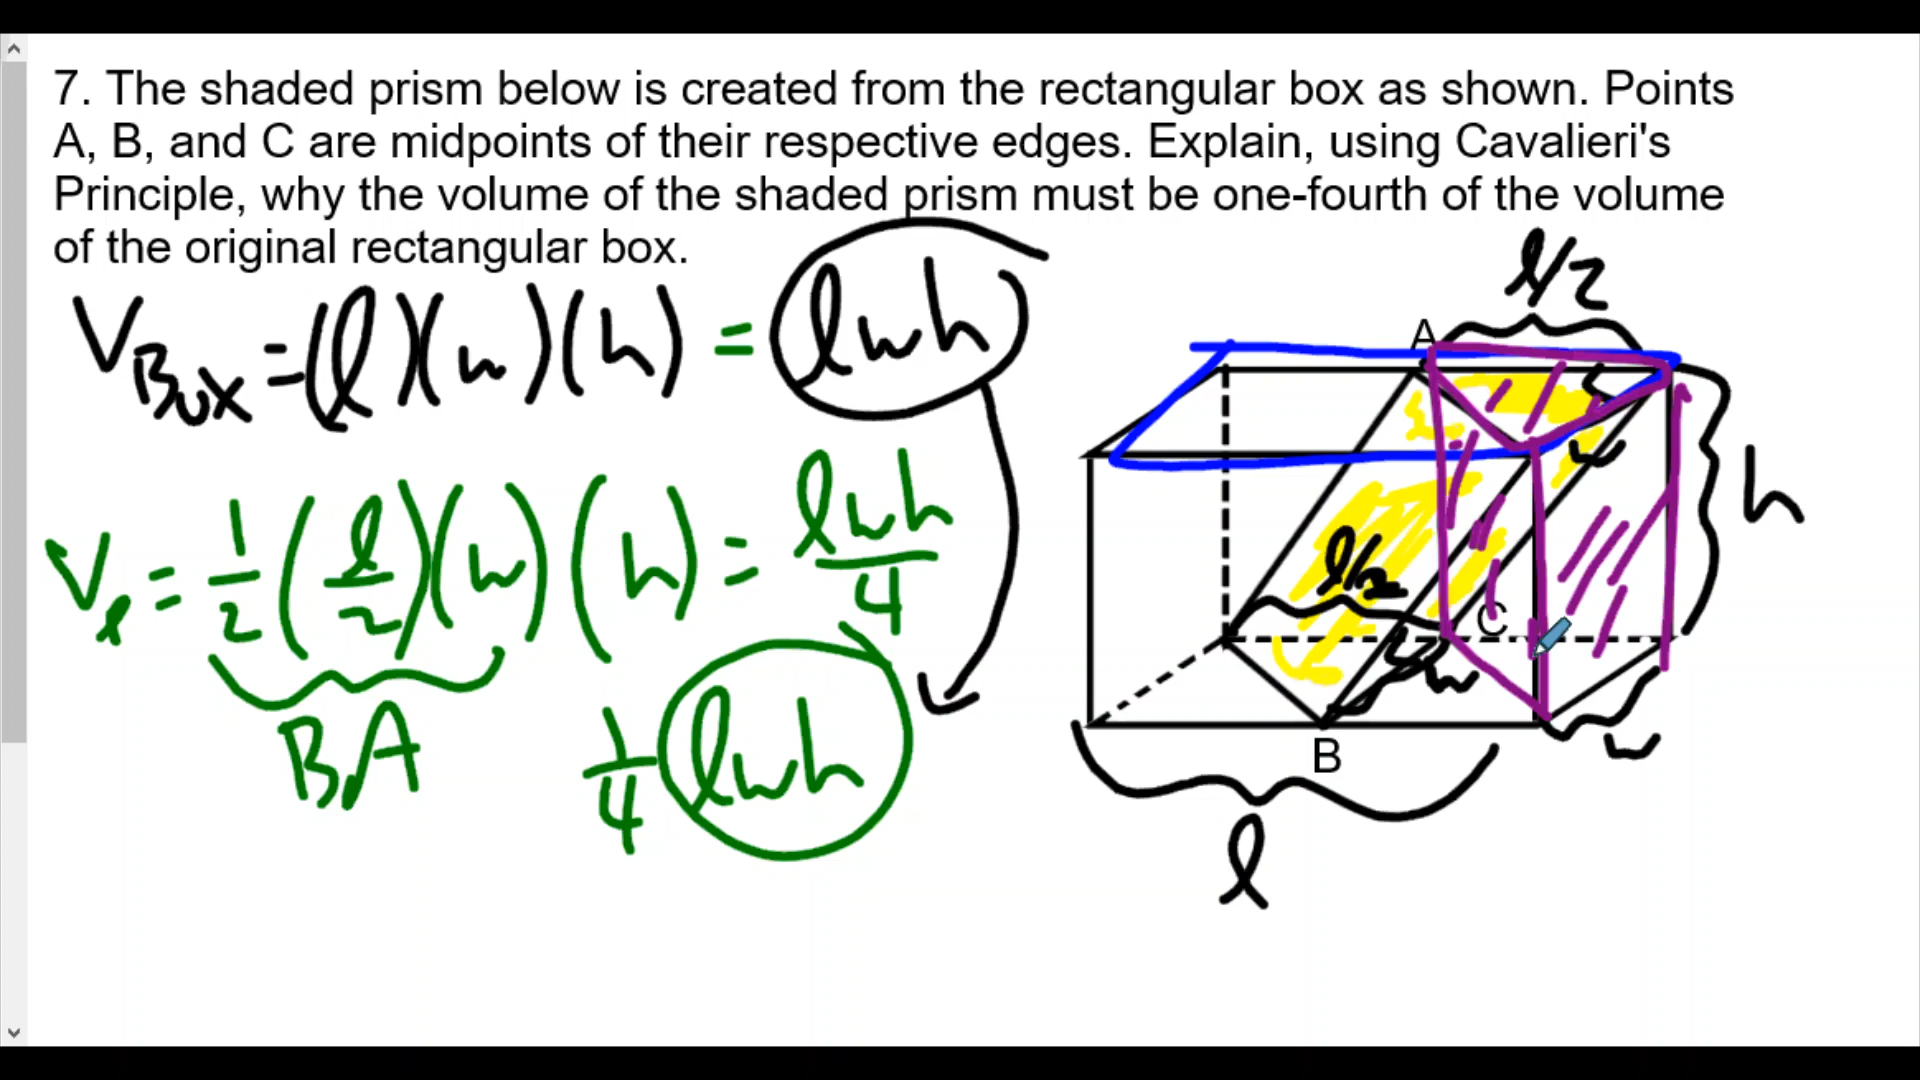 7. The shaded prism below is created from the rectangular box as shown. Points
A, B, and C are midpoints of their respective edges. Explain, using Cavalieri's
Principle, why the volume of the shaded prism must be one-fourth of the volume
of the original rectangular box.
V_Box = (l)(w)(h) = lwh
V_l = 1/2 (l/2)(w)(h) = lwh/4
BA
1/4 lwh
l/2
A
w
h
l/2
C
w
w
B
l